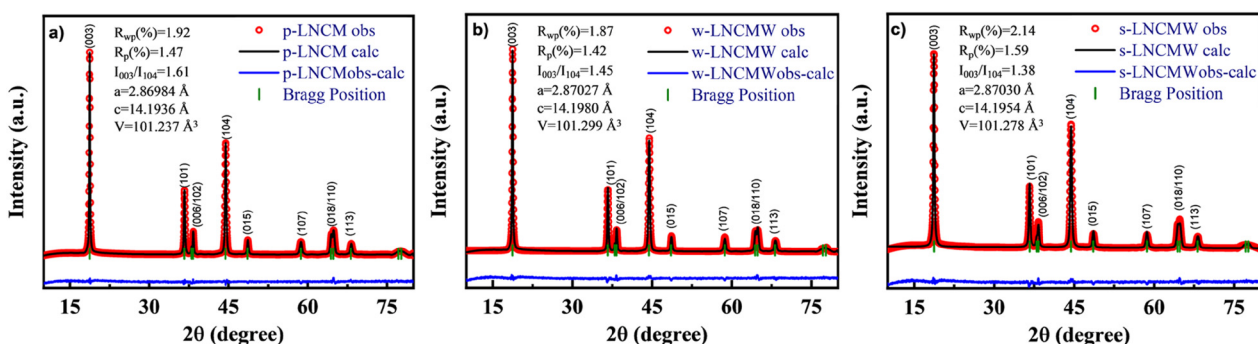 a)
Rwp(%)=1.92
Rp(%)=1.47
I003/I104=1.61
a=2.86984 Å
c=14.1936 Å
V=101.237 Å3
p-LNCM obs
p-LNCM calc
p-LNCMobs-calc
Bragg Position
(003)
(101)
(006/102)
(104)
(015)
(107)
(018/110)
(113)
Intensity (a.u.)
15 30 45 60 75
2θ (degree)
b)
Rwp(%)=1.87
Rp(%)=1.42
I003/I104=1.45
a=2.87027 Å
c=14.1980 Å
V=101.299 Å3
w-LNCMW obs
w-LNCMW calc
w-LNCMWobs-calc
Bragg Position
(003)
(101)
(006/102)
(104)
(015)
(107)
(018/110)
(113)
Intensity (a.u.)
15 30 45 60 75
2θ (degree)
c)
Rwp(%)=2.14
Rp(%)=1.59
I003/I104=1.38
a=2.87030 Å
c=14.1954 Å
V=101.278 Å3
s-LNCMW obs
s-LNCMW calc
s-LNCMWobs-calc
Bragg Position
(003)
(101)
(006/102)
(104)
(015)
(107)
(018/110)
(113)
Intensity (a.u.)
15 30 45 60 75
2θ (degree)